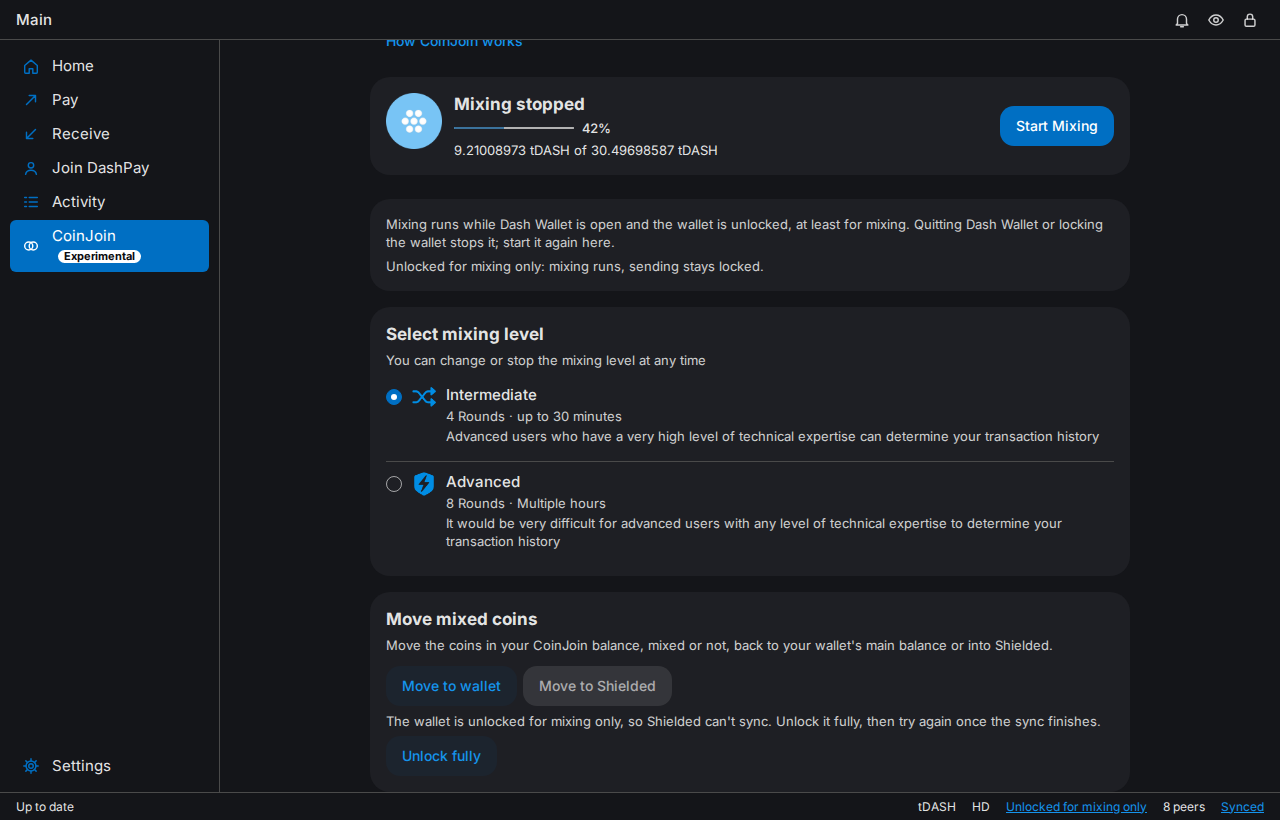 Main
Home
Pay
Receive
Join DashPay
Activity
CoinJoin
Experimental
Settings
How CoinJoin works
Mixing stopped
42%
9.21008973 tDASH of 30.49698587 tDASH
Start Mixing
Mixing runs while Dash Wallet is open and the wallet is unlocked, at least for mixing. Quitting Dash Wallet or locking
the wallet stops it; start it again here.
Unlocked for mixing only: mixing runs, sending stays locked.
Select mixing level
You can change or stop the mixing level at any time
Intermediate
4 Rounds · up to 30 minutes
Advanced users who have a very high level of technical expertise can determine your transaction history
Advanced
8 Rounds · Multiple hours
It would be very difficult for advanced users with any level of technical expertise to determine your
transaction history
Move mixed coins
Move the coins in your CoinJoin balance, mixed or not, back to your wallet's main balance or into Shielded.
Move to wallet
Move to Shielded
The wallet is unlocked for mixing only, so Shielded can't sync. Unlock it fully, then try again once the sync finishes.
Unlock fully
Up to date
tDASH
HD
Unlocked for mixing only
8 peers
Synced